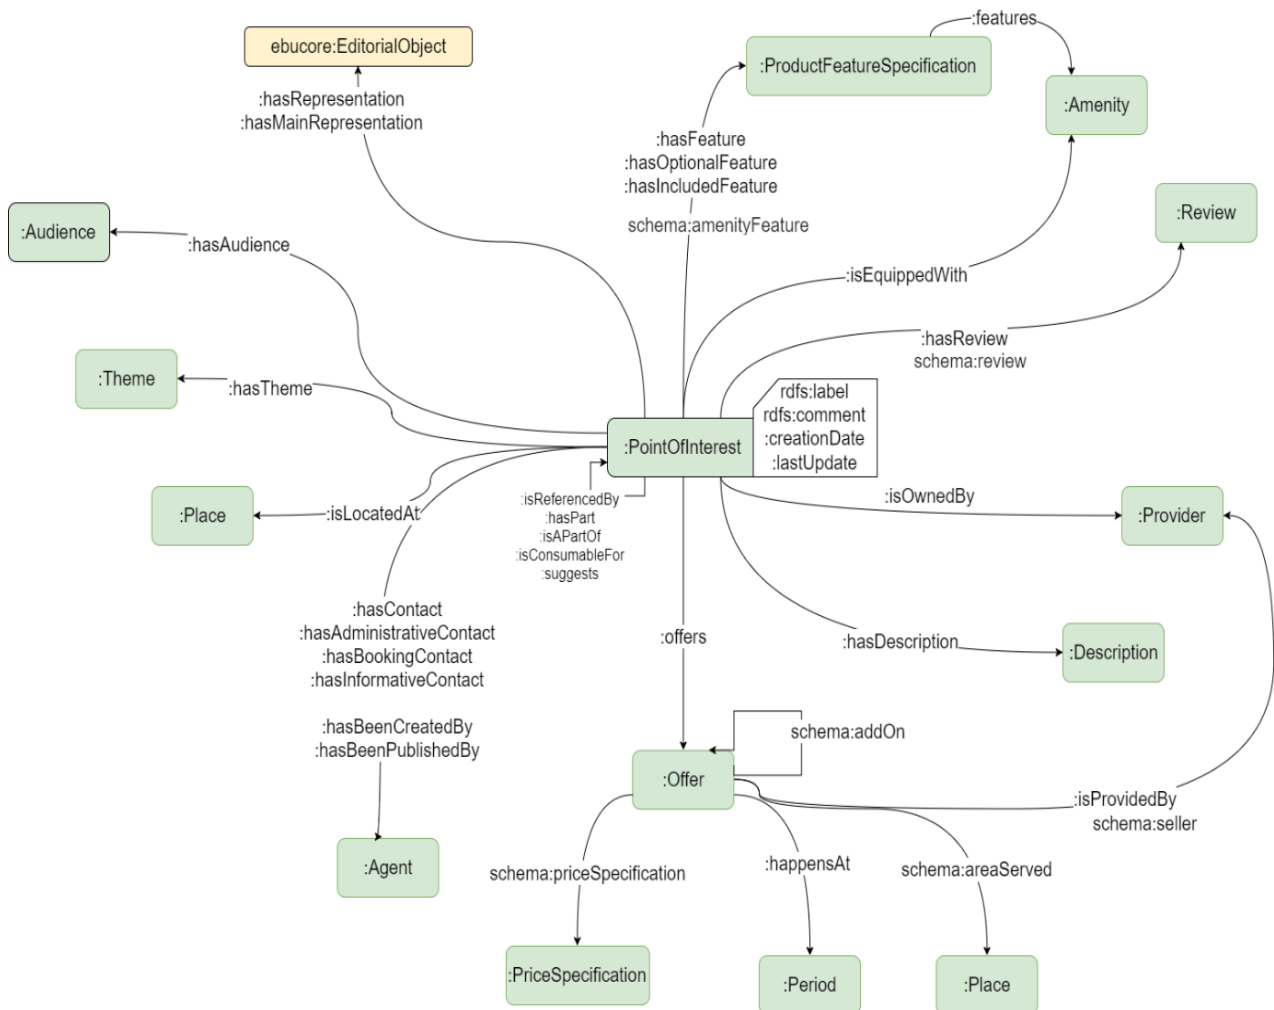 :features
ebucore:EditorialObject
:ProductFeatureSpecification
:hasRepresentation
:hasMainRepresentation
:Amenity
:hasFeature
:hasOptionalFeature
:hasIncludedFeature
schema:amenityFeature
:Review
:Audience
:hasAudience
:isEquippedWith
:hasReview
schema:review
:Theme
:hasTheme
rdfs:label
rdfs:comment
:creationDate
:lastUpdate
:PointOfInterest
:isReferencedBy
:hasPart
:isAPartOf
:isConsumableFor
:suggests
:isOwnedBy
:Place
:isLocatedAt
:Provider
:hasContact
:hasAdministrativeContact
:hasBookingContact
:hasInformativeContact
:offers
:hasDescription
:Description
:hasBeenCreatedBy
:hasBeenPublishedBy
schema:addOn
:Offer
:isProvidedBy
schema:seller
:Agent
schema:priceSpecification
:happensAt
schema:areaServed
:PriceSpecification
:Period
:Place